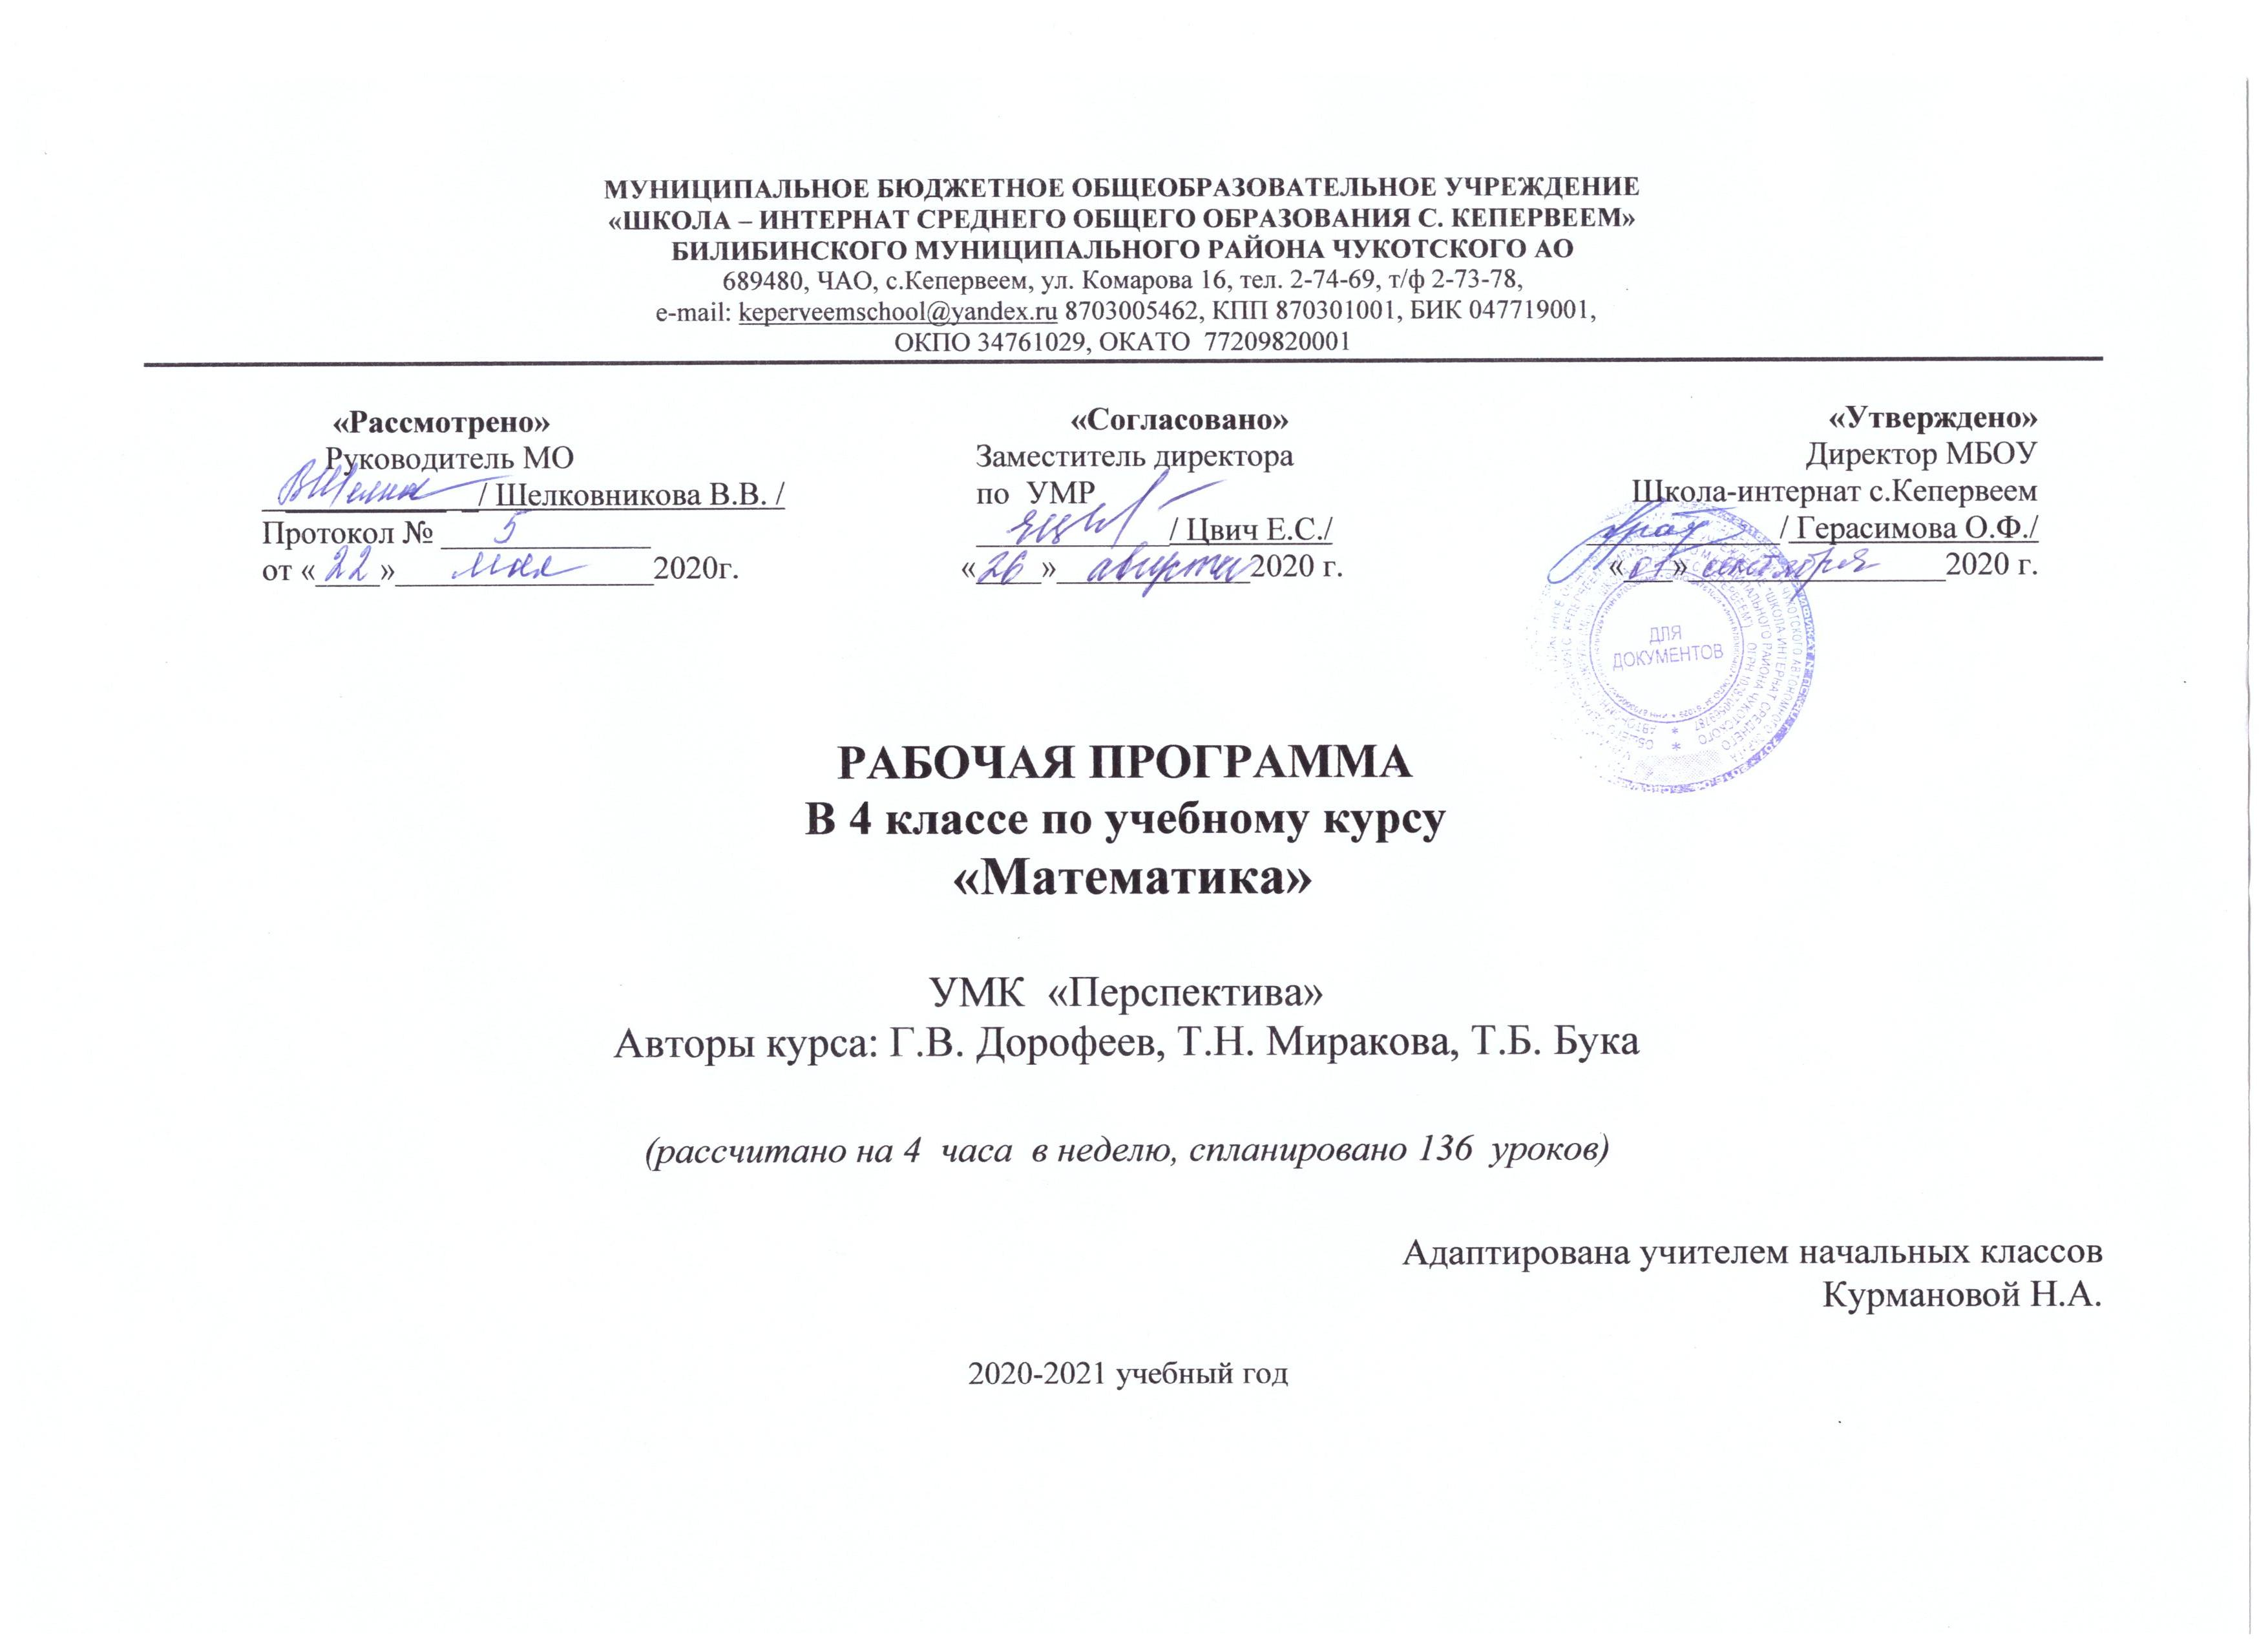 МУНИЦИПАЛЬНОЕ БЮДЖЕТНОЕ ОБЩЕОБРАЗОВАТЕЛЬНОЕ УЧРЕЖДЕНИЕ
«ШКОЛА – ИНТЕРНАТ СРЕДНЕГО ОБЩЕГО ОБРАЗОВАНИЯ С. КЕПЕРВЕЕМ»
БИЛИБИНСКОГО МУНИЦИПАЛЬНОГО РАЙОНА ЧУКОТСКОГО АО
689480, ЧАО, с.Кепервеем, ул. Комарова 16, тел. 2-74-69, т/ф 2-73-78,
e-mail: keperveemschool@yandex.ru 8703005462, КПП 870301001, БИК 047719001,
ОКПО 34761029, ОКАТО 77209820001
«Рассмотрено»
Руководитель МО
/ Шелковникова В.В. /
Протокол № 5
от «22» мая 2020г.
«Согласовано»
Заместитель директора
по УМР
/ Цвич Е.С./
«26» августа 2020 г.
«Утверждено»
Директор МБОУ
Школа-интернат с.Кепервеем
/ Герасимова О.Ф./
«01» сентября 2020 г.
ДЛЯ
ДОКУМЕНТОВ
РАБОЧАЯ ПРОГРАММА
В 4 классе по учебному курсу
«Математика»
УМК «Перспектива»
Авторы курса: Г.В. Дорофеев, Т.Н. Миракова, Т.Б. Бука
(рассчитано на 4 часа в неделю, спланировано 136 уроков)
Адаптирована учителем начальных классов
Курмановой Н.А.
2020-2021 учебный год